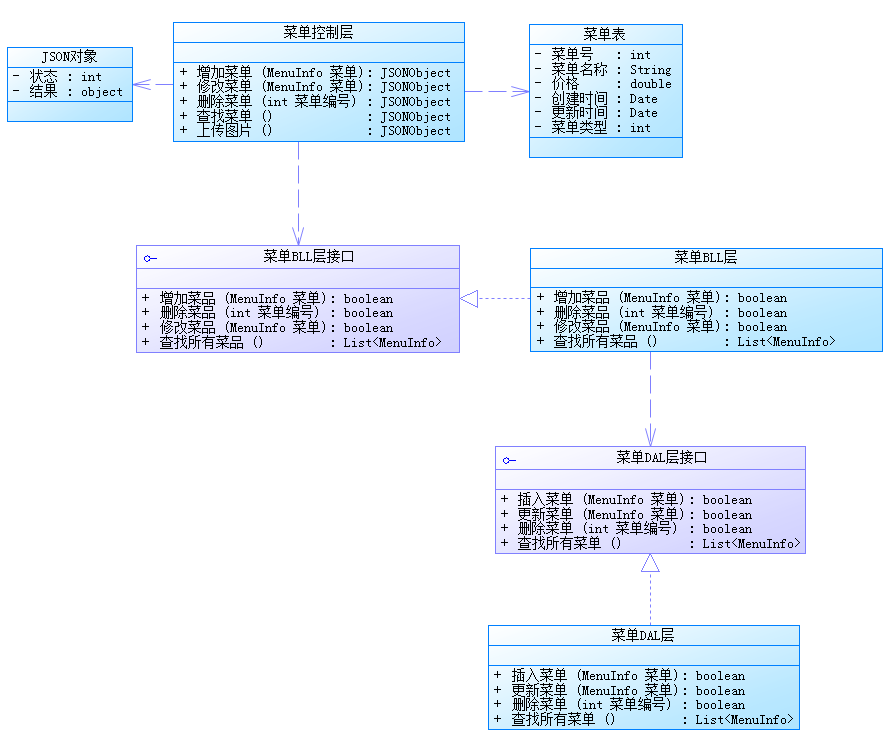 JSON对象
- 状态 : int
- 结果 : object
菜单控制层
+ 增加菜单 (MenuInfo 菜单) : JSONObject
+ 修改菜单 (MenuInfo 菜单) : JSONObject
+ 删除菜单 (int 菜单编号) : JSONObject
+ 查找菜单 () : JSONObject
+ 上传图片 () : JSONObject
菜单表
- 菜单号 : int
- 菜单名称 : String
- 价格 : double
- 创建时间 : Date
- 更新时间 : Date
- 菜单类型 : int
菜单BLL层接口
+ 增加菜品 (MenuInfo 菜单) : boolean
+ 删除菜品 (int 菜单编号) : boolean
+ 修改菜品 (MenuInfo 菜单) : boolean
+ 查找所有菜品 () : List<MenuInfo>
菜单BLL层
+ 增加菜品 (MenuInfo 菜单) : boolean
+ 删除菜品 (int 菜单编号) : boolean
+ 修改菜品 (MenuInfo 菜单) : boolean
+ 查找所有菜品 () : List<MenuInfo>
菜单DAL层接口
+ 插入菜单 (MenuInfo 菜单) : boolean
+ 更新菜单 (MenuInfo 菜单) : boolean
+ 删除菜单 (int 菜单编号) : boolean
+ 查找所有菜单 () : List<MenuInfo>
菜单DAL层
+ 插入菜单 (MenuInfo 菜单) : boolean
+ 更新菜单 (MenuInfo 菜单) : boolean
+ 删除菜单 (int 菜单编号) : boolean
+ 查找所有菜单 () : List<MenuInfo>